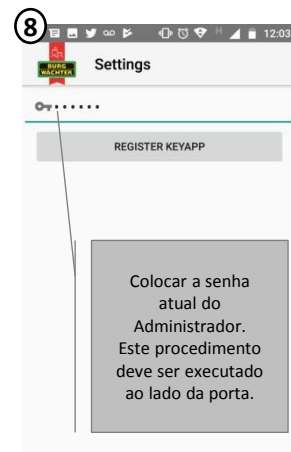 8
12:03
BURG
WÄCHTER
Settings
••••••
REGISTER KEYAPP
Colocar a senha
atual do
Administrador.
Este procedimento
deve ser executado
ao lado da porta.